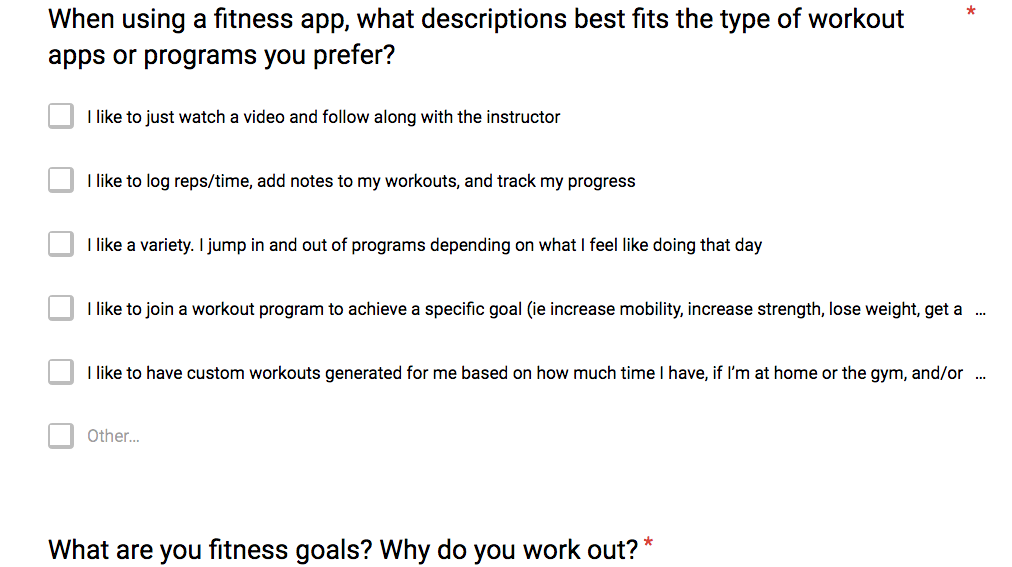 When using a fitness app, what descriptions best fits the type of workout *
apps or programs you prefer?
I like to just watch a video and follow along with the instructor
I like to log reps/time, add notes to my workouts, and track my progress
I like a variety. I jump in and out of programs depending on what I feel like doing that day
I like to join a workout program to achieve a specific goal (ie increase mobility, increase strength, lose weight, get a ...
I like to have custom workouts generated for me based on how much time I have, if I'm at home or the gym, and/or ...
Other...
What are you fitness goals? Why do you work out? *